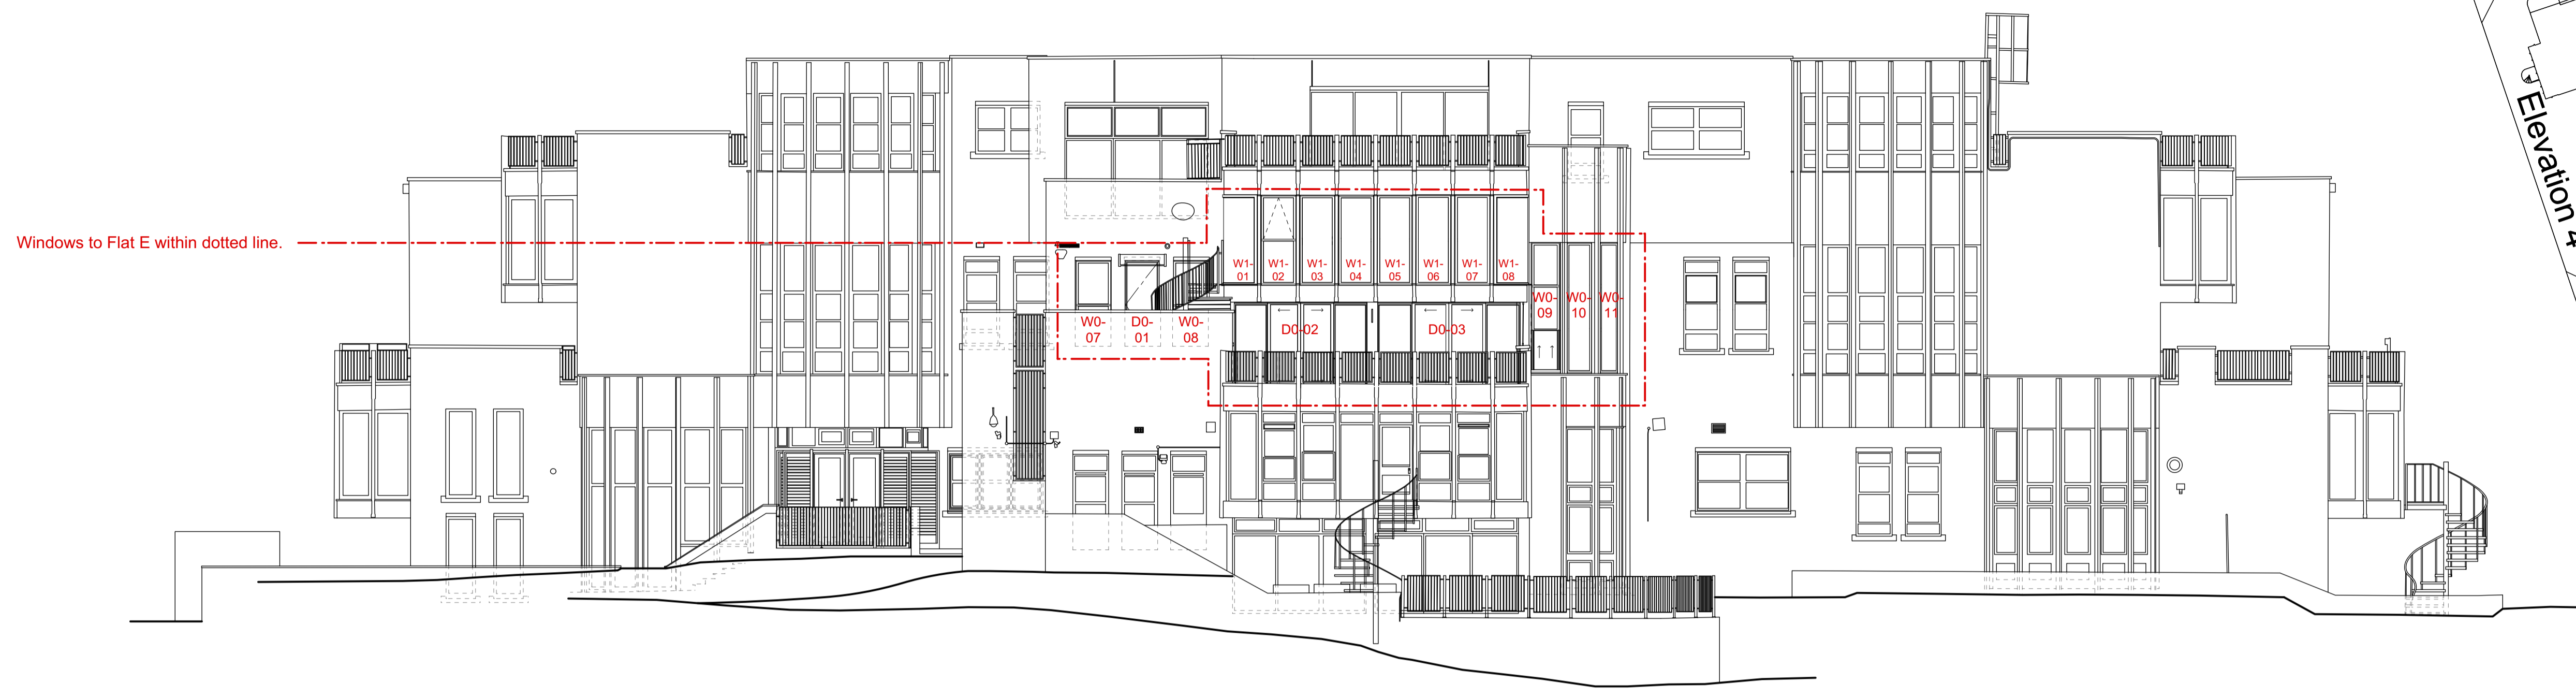 Elevation 4
Windows to Flat E within dotted line.
W1-
01
W1-
02
W1-
03
W1-
04
W1-
05
W1-
06
W1-
07
W1-
08
W0-
09
W0-
10
W0-
11
W0-
07
D0-
01
W0-
08
D0-02
D0-03